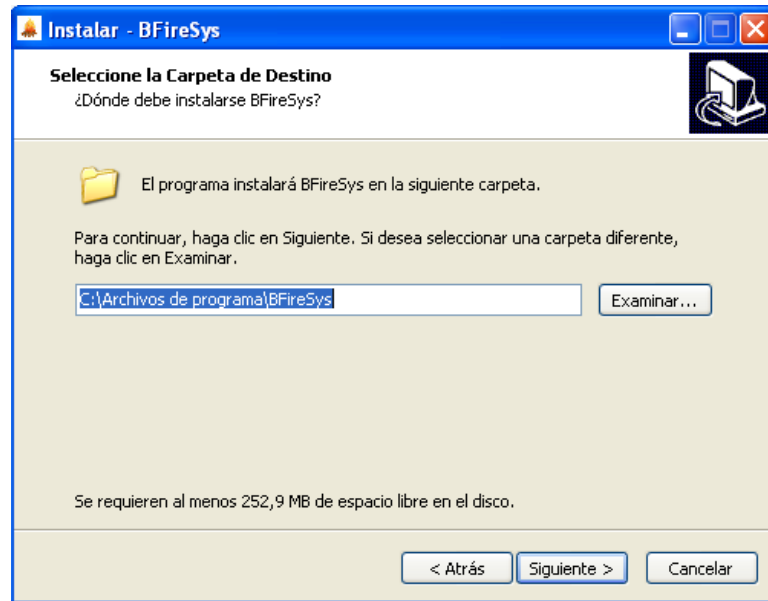 Instalar - BFireSys
Seleccione la Carpeta de Destino
¿Dónde debe instalarse BFireSys?
El programa instalará BFireSys en la siguiente carpeta.
Para continuar, haga clic en Siguiente. Si desea seleccionar una carpeta diferente,
haga clic en Examinar.
C:\Archivos de programa\BFireSys
Examinar...
Se requieren al menos 252,9 MB de espacio libre en el disco.
< Atrás
Siguiente >
Cancelar